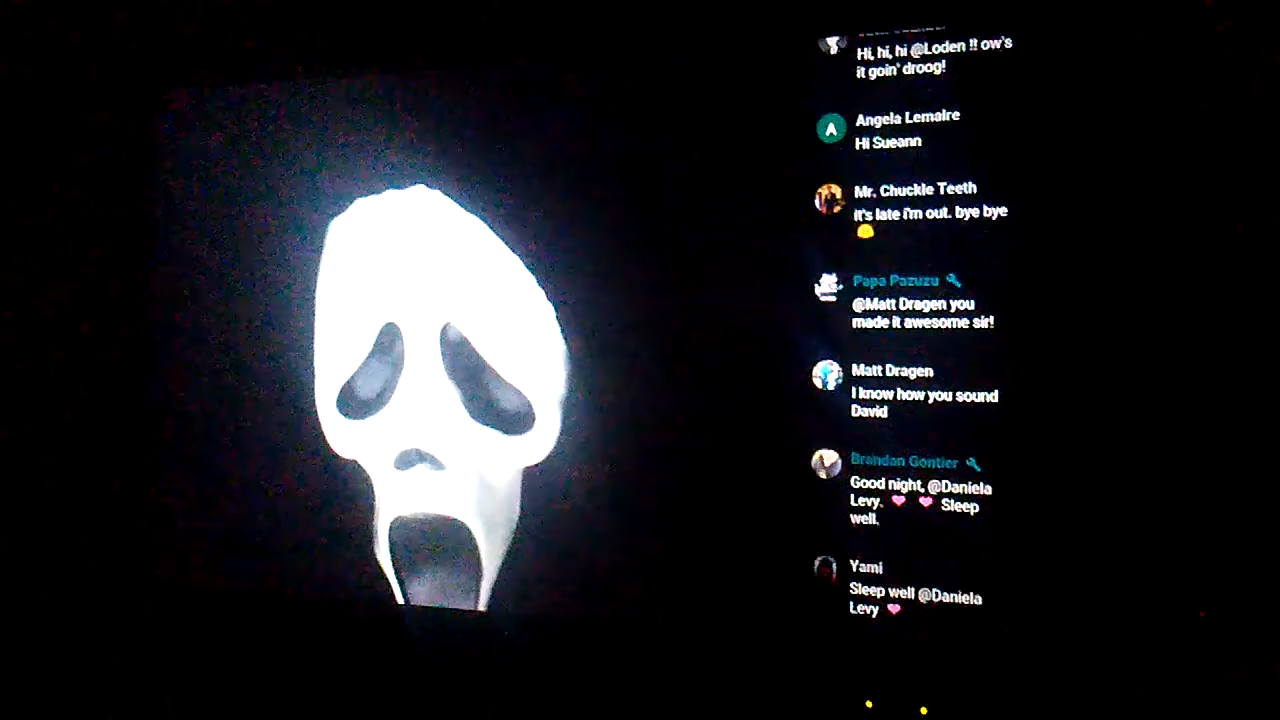 Hi, hi, hi @Loden !! ow's
it goin' droog!
A
Angela Lemaire
Hi Sueann
Mr. Chuckle Teeth
it's late i'm out. bye bye
Papa Pazuzu
@Matt Dragen you
made it awesome sir!
Matt Dragen
I know how you sound
David
Brandan Gontier
Good night, @Daniela
Levy. Sleep
well.
Yami
Sleep well @Daniela
Levy